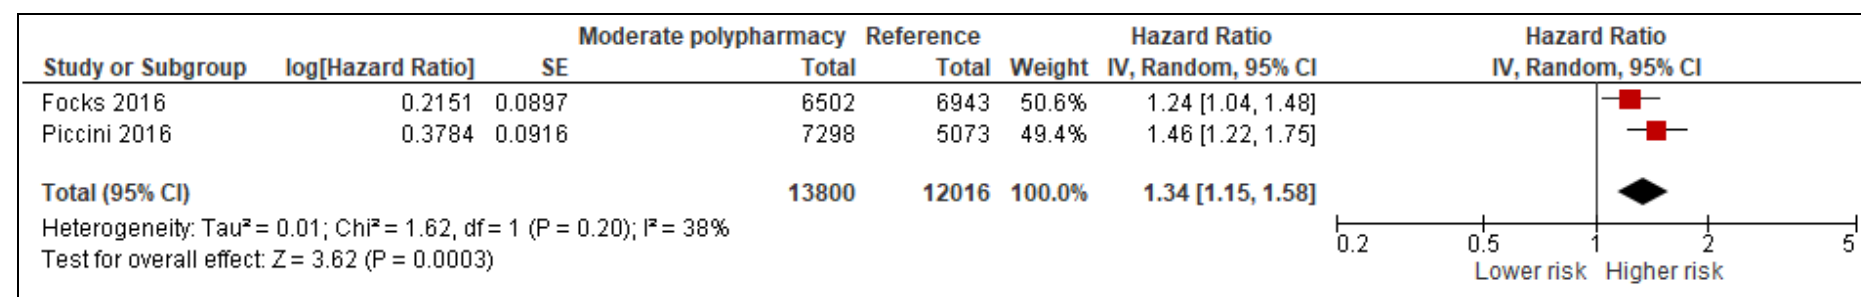 Moderate polypharmacy Reference Hazard Ratio Hazard Ratio
Study or Subgroup log[Hazard Ratio] SE Total Total Weight IV, Random, 95% CI IV, Random, 95% CI
Focks 2016 0.2151 0.0897 6502 6943 50.6% 1.24 [1.04, 1.48]
Piccini 2016 0.3784 0.0916 7298 5073 49.4% 1.46 [1.22, 1.75]
Total (95% CI) 13800 12016 100.0% 1.34 [1.15, 1.58]
Heterogeneity: Tau² = 0.01; Chi² = 1.62, df = 1 (P = 0.20); I² = 38%
Test for overall effect: Z = 3.62 (P = 0.0003)
0.2 0.5 1 2 5
Lower risk Higher risk